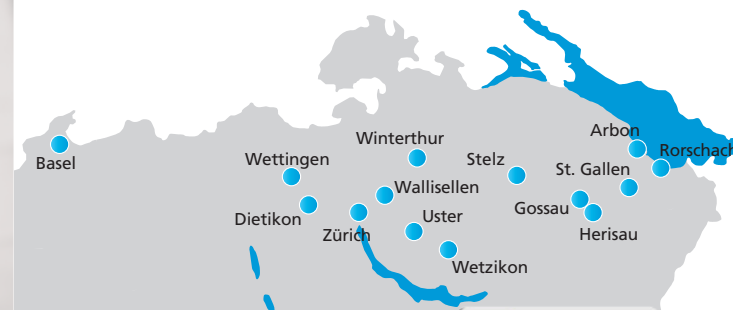 Arbon
Winterthur
Rorschach
Basel
Wettingen
Stelz
St. Gallen
Wallisellen
Dietikon
Uster
Gossau
Zürich
Herisau
Wetzikon